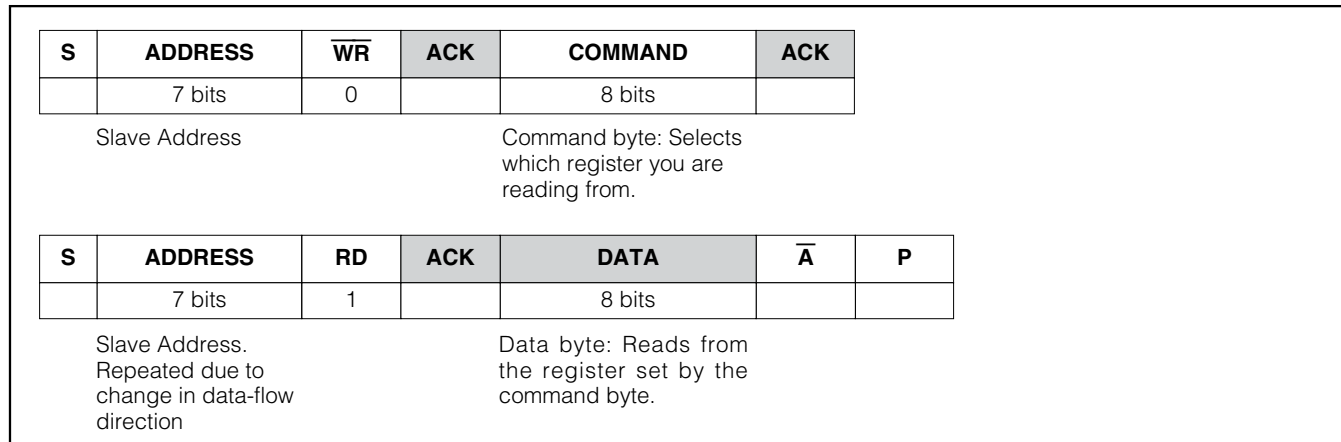 S ADDRESS W̅R̅ ACK COMMAND ACK
7 bits 0 8 bits
Slave Address
Command byte: Selects
which register you are
reading from.
S ADDRESS RD ACK DATA A̅ P
7 bits 1 8 bits
Slave Address.
Repeated due to
change in data-flow
direction
Data byte: Reads from
the register set by the
command byte.